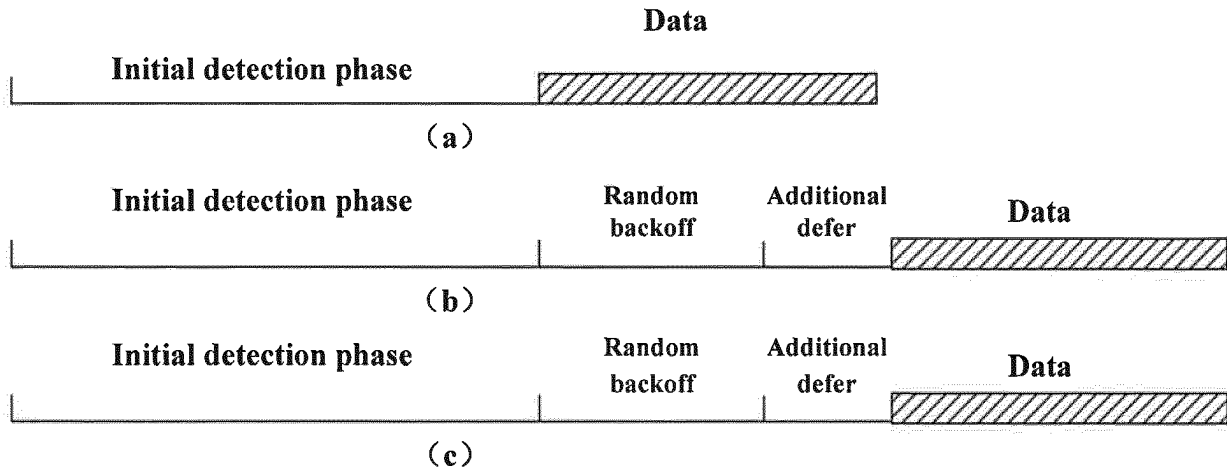 Data
Initial detection phase
（a）
Initial detection phase
Random
backoff
Additional
defer
Data
（b）
Initial detection phase
Random
backoff
Additional
defer
Data
（c）